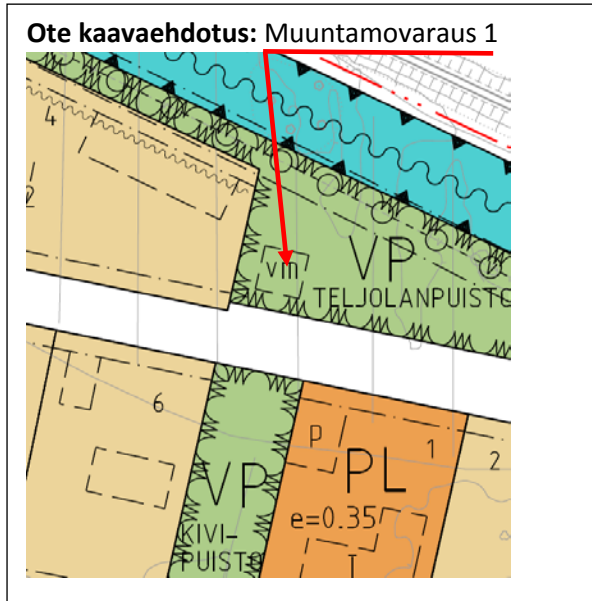 Ote kaavaehdotus: Muuntamovaraus 1
4
2
vm
VP
TELJOLANPUISTO
6
VP
KIVI-
PUISTO
p
PL
1
2
e=0.35
I